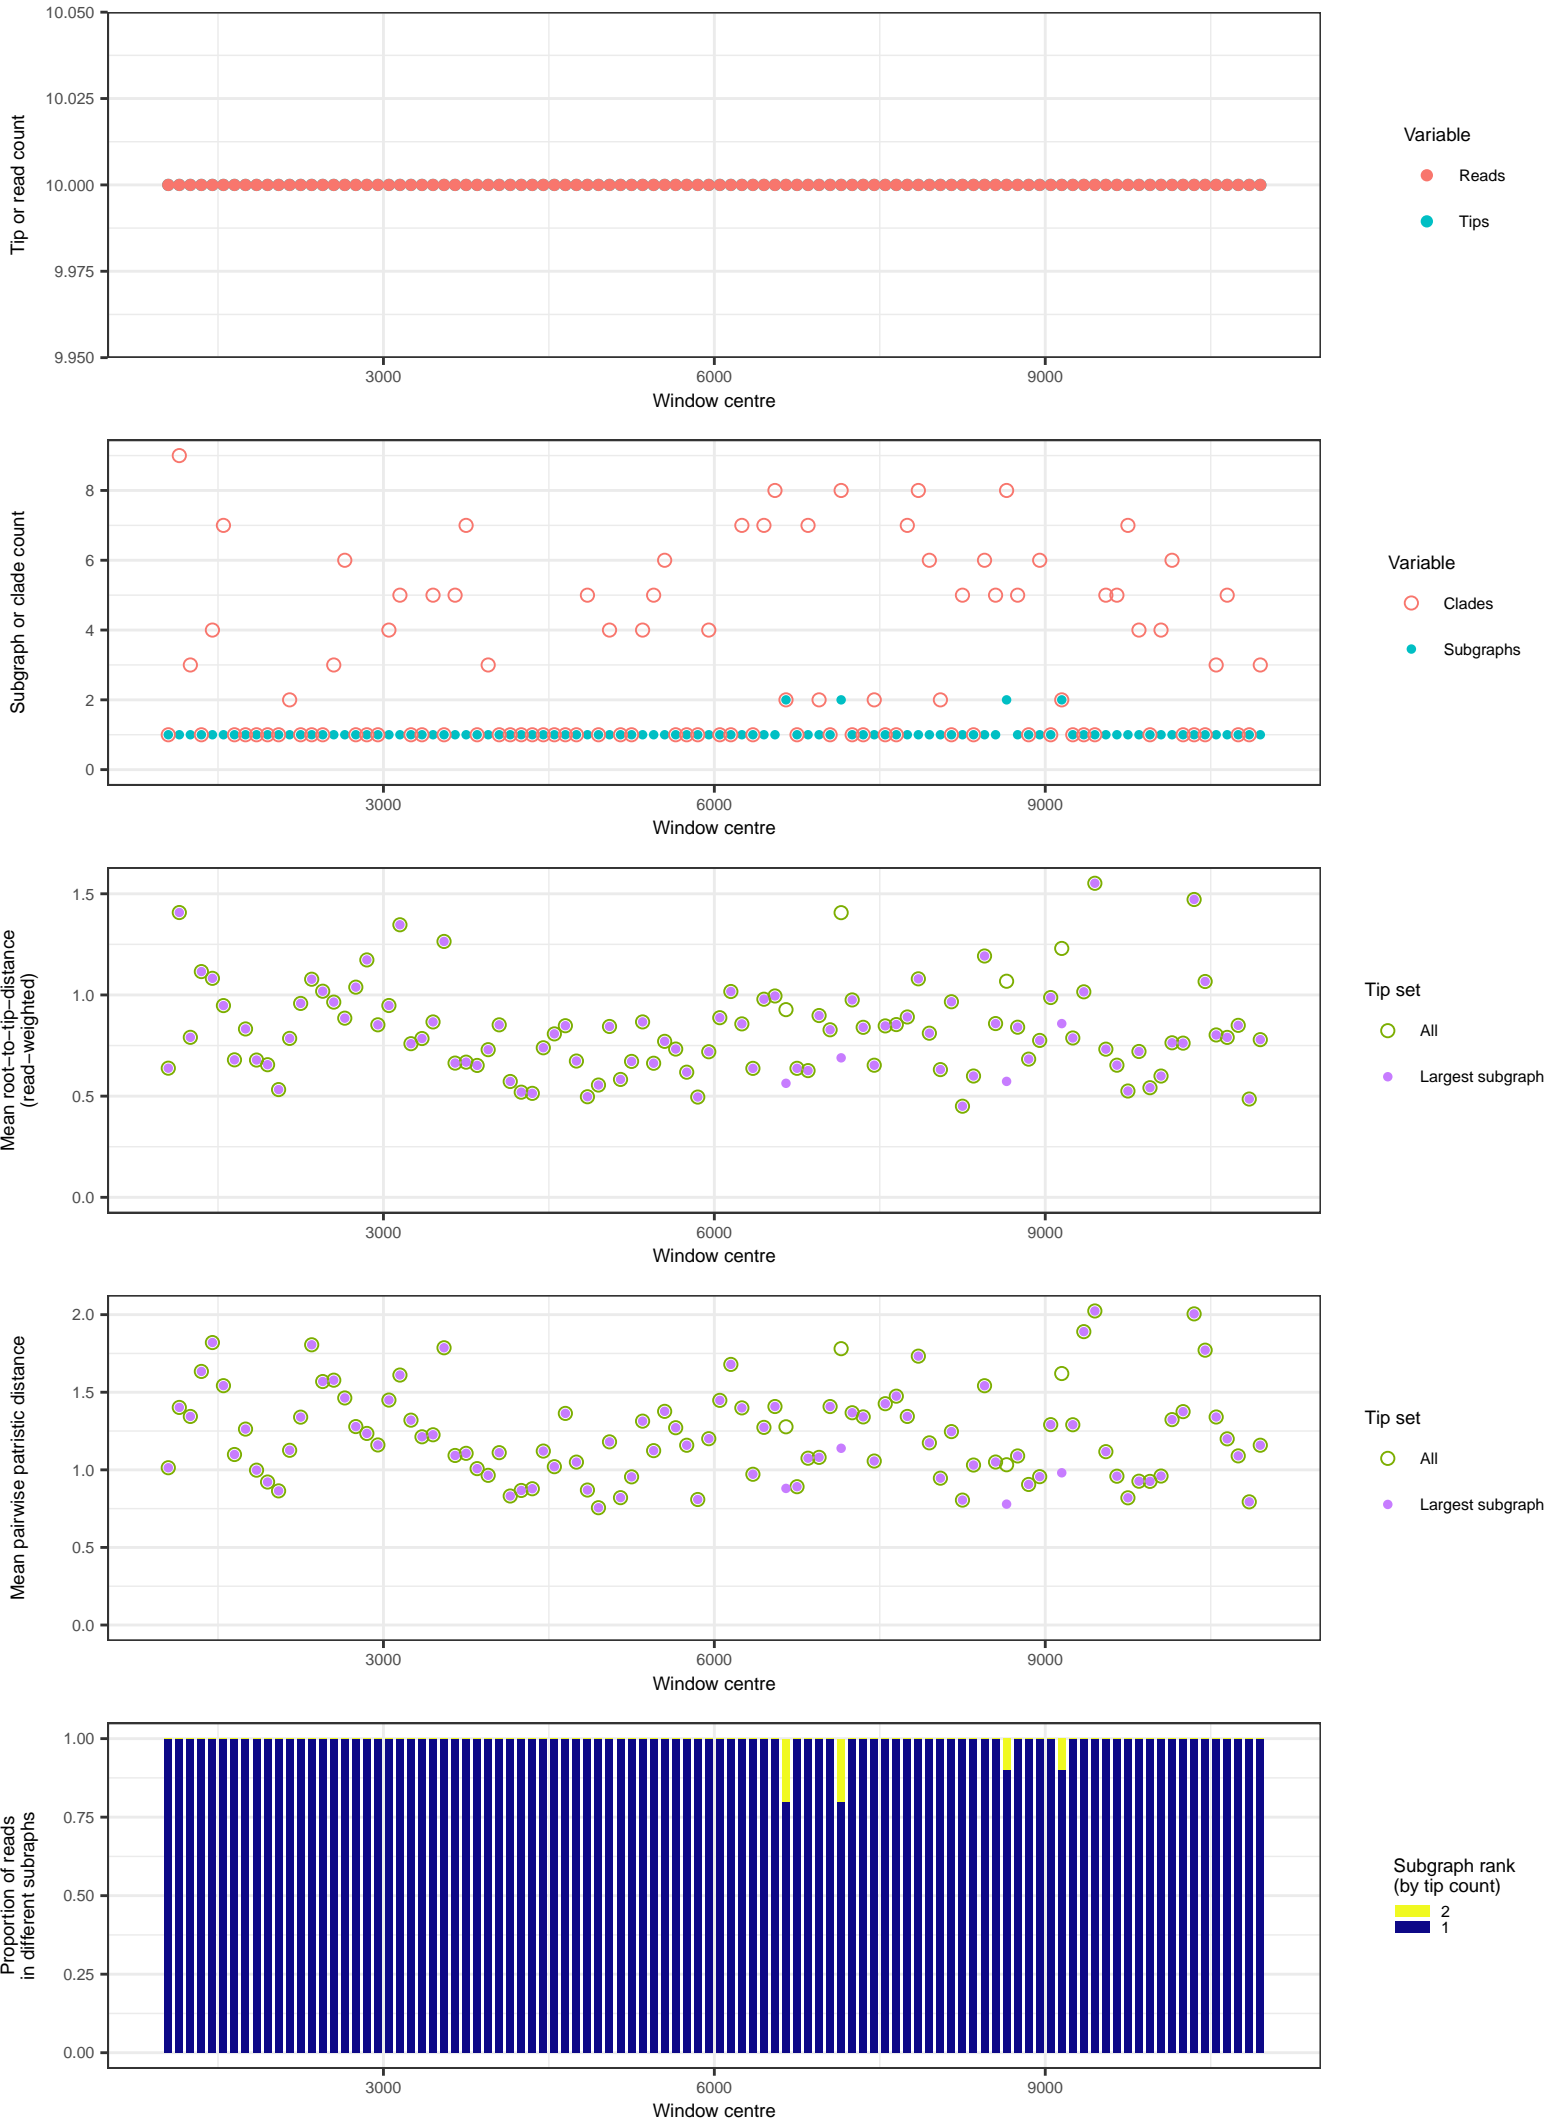 10.050
10.025
10.000
9.975
9.950
Tip or read count
3000
6000
9000
Window centre
Variable
Reads
Tips
8
6
4
2
0
Subgraph or clade count
3000
6000
9000
Window centre
Variable
Clades
Subgraphs
1.5
1.0
0.5
0.0
Mean root−to−tip−distance
(read−weighted)
3000
6000
9000
Window centre
Tip set
All
Largest subgraph
2.0
1.5
1.0
0.5
0.0
Mean pairwise patristic distance
3000
6000
9000
Window centre
Tip set
All
Largest subgraph
1.00
0.75
0.50
0.25
0.00
Proportion of reads
in different subraphs
3000
6000
9000
Window centre
Subgraph rank
(by tip count)
2
1